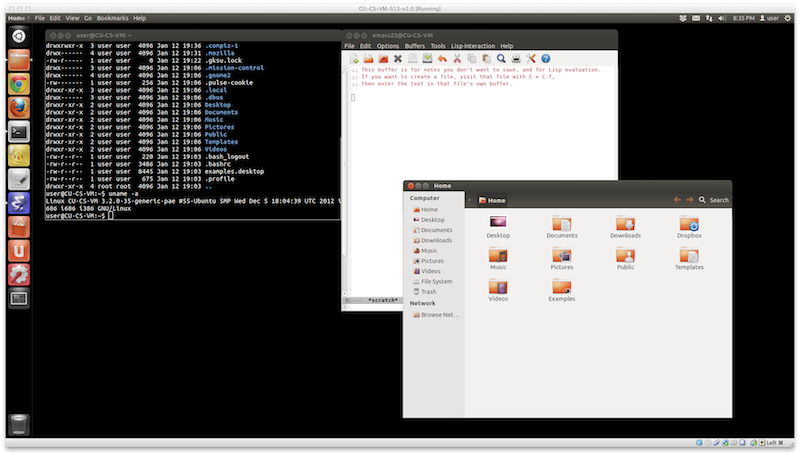 CU-CS-VM-S13-v1.0 [Running]
Home File Edit View Go Bookmarks Help 8:35 PM user
user@CU-CS-VM: ~
drwxrwxr-x 3 user user 4096 Jan 12 19:36 .compiz-1
drwx------ 4 user user 4096 Jan 12 19:31 .mozilla
-rw------- 1 user user 0 Jan 12 19:22 .gksu.lock
drwx------ 3 user user 4096 Jan 12 19:06 .mission-control
drwx------ 4 user user 4096 Jan 12 19:06 .gnome2
-rw------- 1 user user 256 Jan 12 19:06 .pulse-cookie
drwxr-xr-x 3 user user 4096 Jan 12 19:06 .local
drwx------ 3 user user 4096 Jan 12 19:06 .dbus
drwxr-xr-x 2 user user 4096 Jan 12 19:06 Desktop
drwxr-xr-x 2 user user 4096 Jan 12 19:06 Documents
drwxr-xr-x 2 user user 4096 Jan 12 19:06 Music
drwxr-xr-x 2 user user 4096 Jan 12 19:06 Pictures
drwxr-xr-x 2 user user 4096 Jan 12 19:06 Public
drwxr-xr-x 2 user user 4096 Jan 12 19:06 Templates
drwxr-xr-x 2 user user 4096 Jan 12 19:06 Videos
-rw-r--r-- 1 user user 220 Jan 12 19:03 .bash_logout
-rw-r--r-- 1 user user 3486 Jan 12 19:03 .bashrc
-rw-r--r-- 1 user user 8445 Jan 12 19:03 examples.desktop
-rw-r--r-- 1 user user 675 Jan 12 19:03 .profile
drwxr-xr-x 4 root root 4096 Jan 12 19:03 ..
user@CU-CS-VM:~$ uname -a
Linux CU-CS-VM 3.2.0-35-generic-pae #55-Ubuntu SMP Wed Dec 5 18:04:39 UTC 2012 i
686 i686 i386 GNU/Linux
user@CU-CS-VM:~$
emacs23@CU-CS-VM
File Edit Options Buffers Tools Lisp-Interaction Help
;; This buffer is for notes you don't want to save, and for Lisp evaluation.
;; If you want to create a file, visit that file with C-x C-f,
;; then enter the text in that file's own buffer.
*scratch*
Home
Computer
Home
Desktop
Documents
Downloads
Music
Pictures
Videos
File System
Trash
Network
Browse Net...
Home Search
Desktop Documents Downloads Dropbox
Music Pictures Public Templates
Videos Examples
Left ⌘